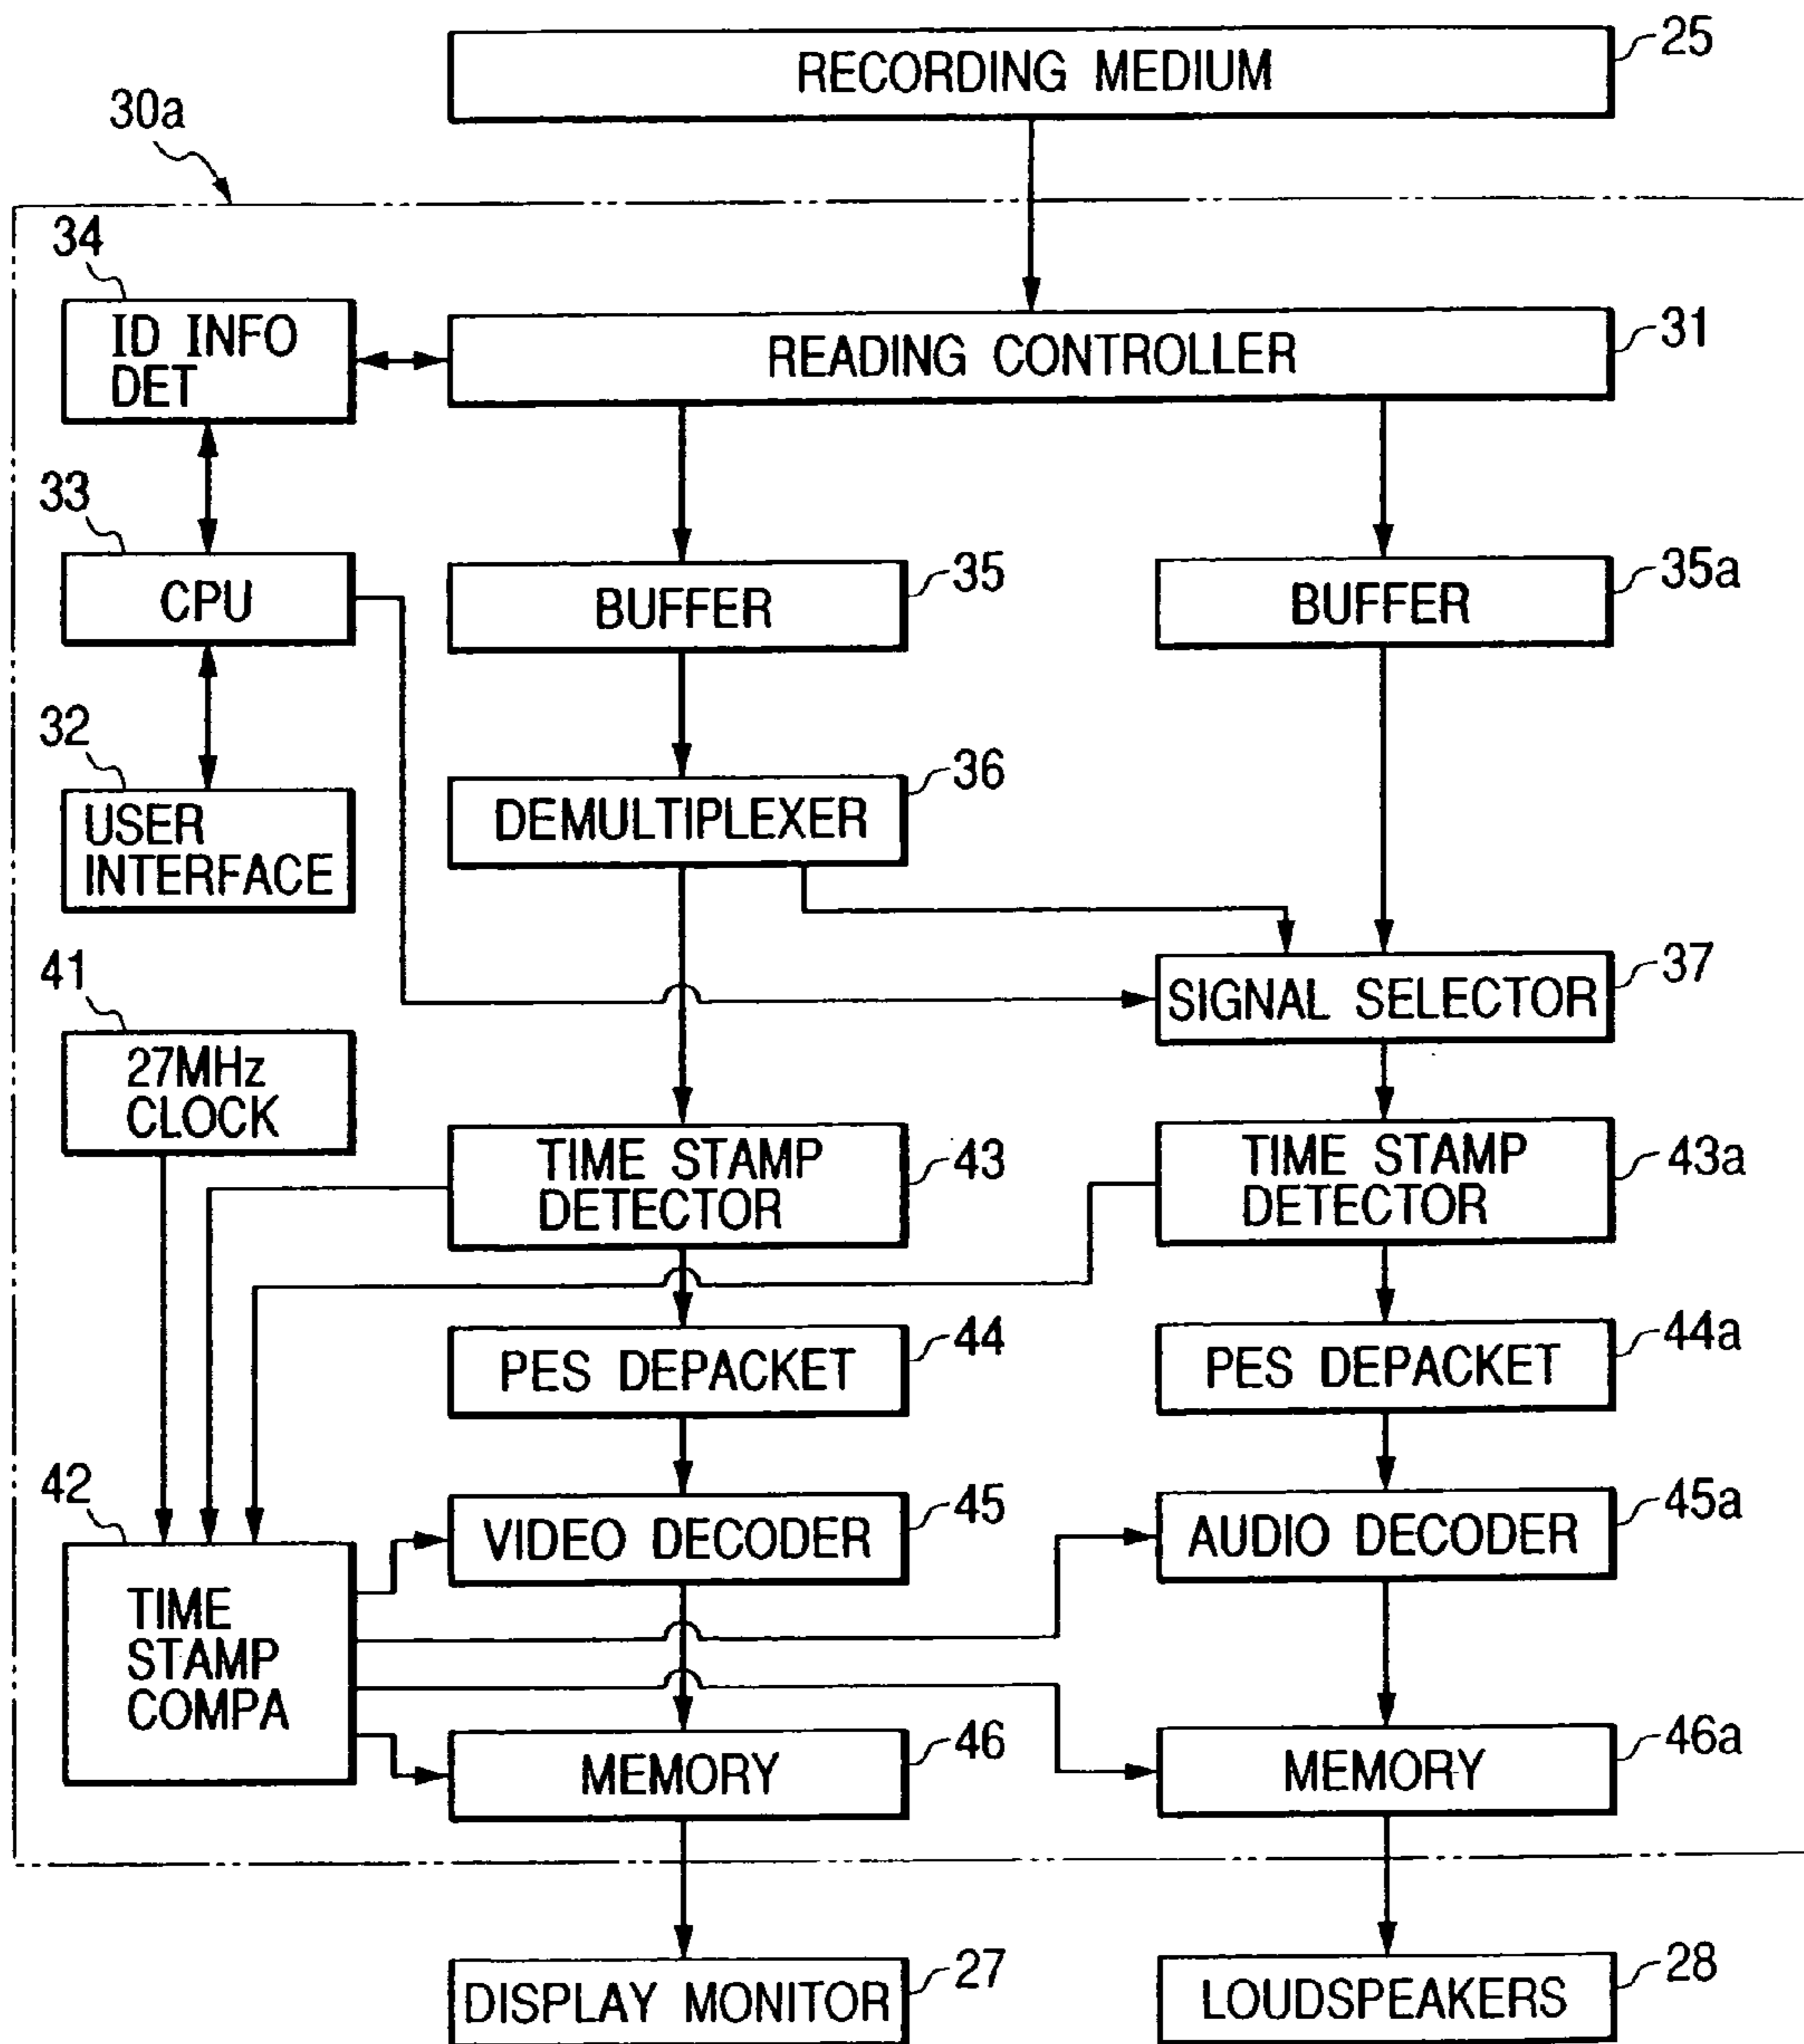 RECORDING MEDIUM
25
30a
34
ID INFO
DET
READING CONTROLLER
31
33
CPU
BUFFER
35
BUFFER
35a
32
USER
INTERFACE
DEMULTIPLEXER
36
SIGNAL SELECTOR
37
41
27MHz
CLOCK
TIME STAMP
DETECTOR
43
TIME STAMP
DETECTOR
43a
PES DEPACKET
44
PES DEPACKET
44a
42
TIME
STAMP
COMPA
VIDEO DECODER
45
AUDIO DECODER
45a
MEMORY
46
MEMORY
46a
DISPLAY MONITOR
27
LOUDSPEAKERS
28